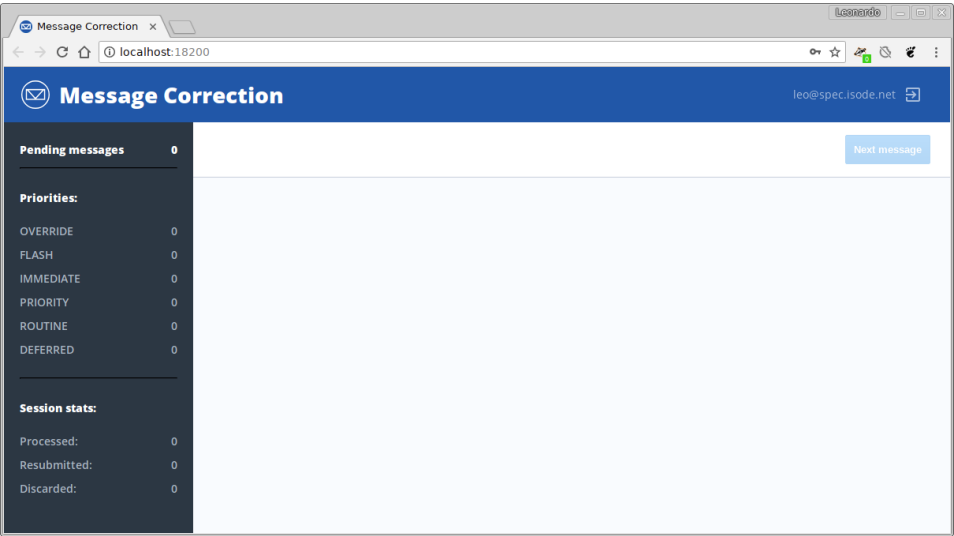 Leonardo
Message Correction
localhost:18200
0
Message Correction
leo@spec.isode.net
Pending messages 0
Next message
Priorities:
OVERRIDE 0
FLASH 0
IMMEDIATE 0
PRIORITY 0
ROUTINE 0
DEFERRED 0
Session stats:
Processed: 0
Resubmitted: 0
Discarded: 0